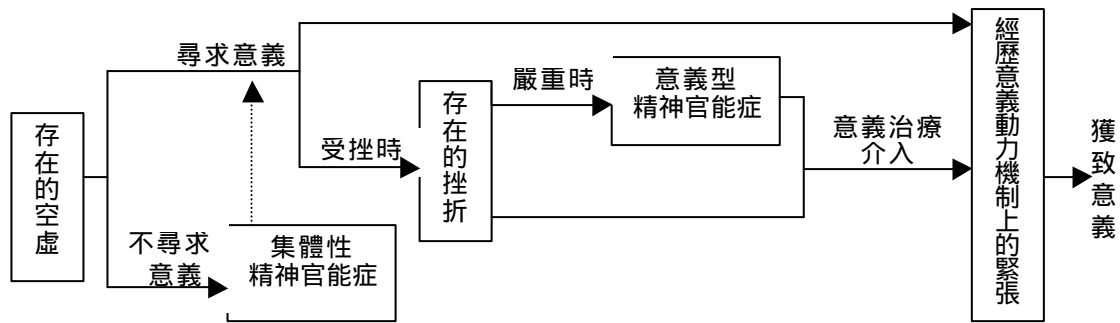 存在的空虛
尋求意義
不尋求
意義
集體性
精神官能症
受挫時
存在的挫折
嚴重時
意義型
精神官能症
意義治療
介入
經歷意義動力機制上的緊張
獲致意義